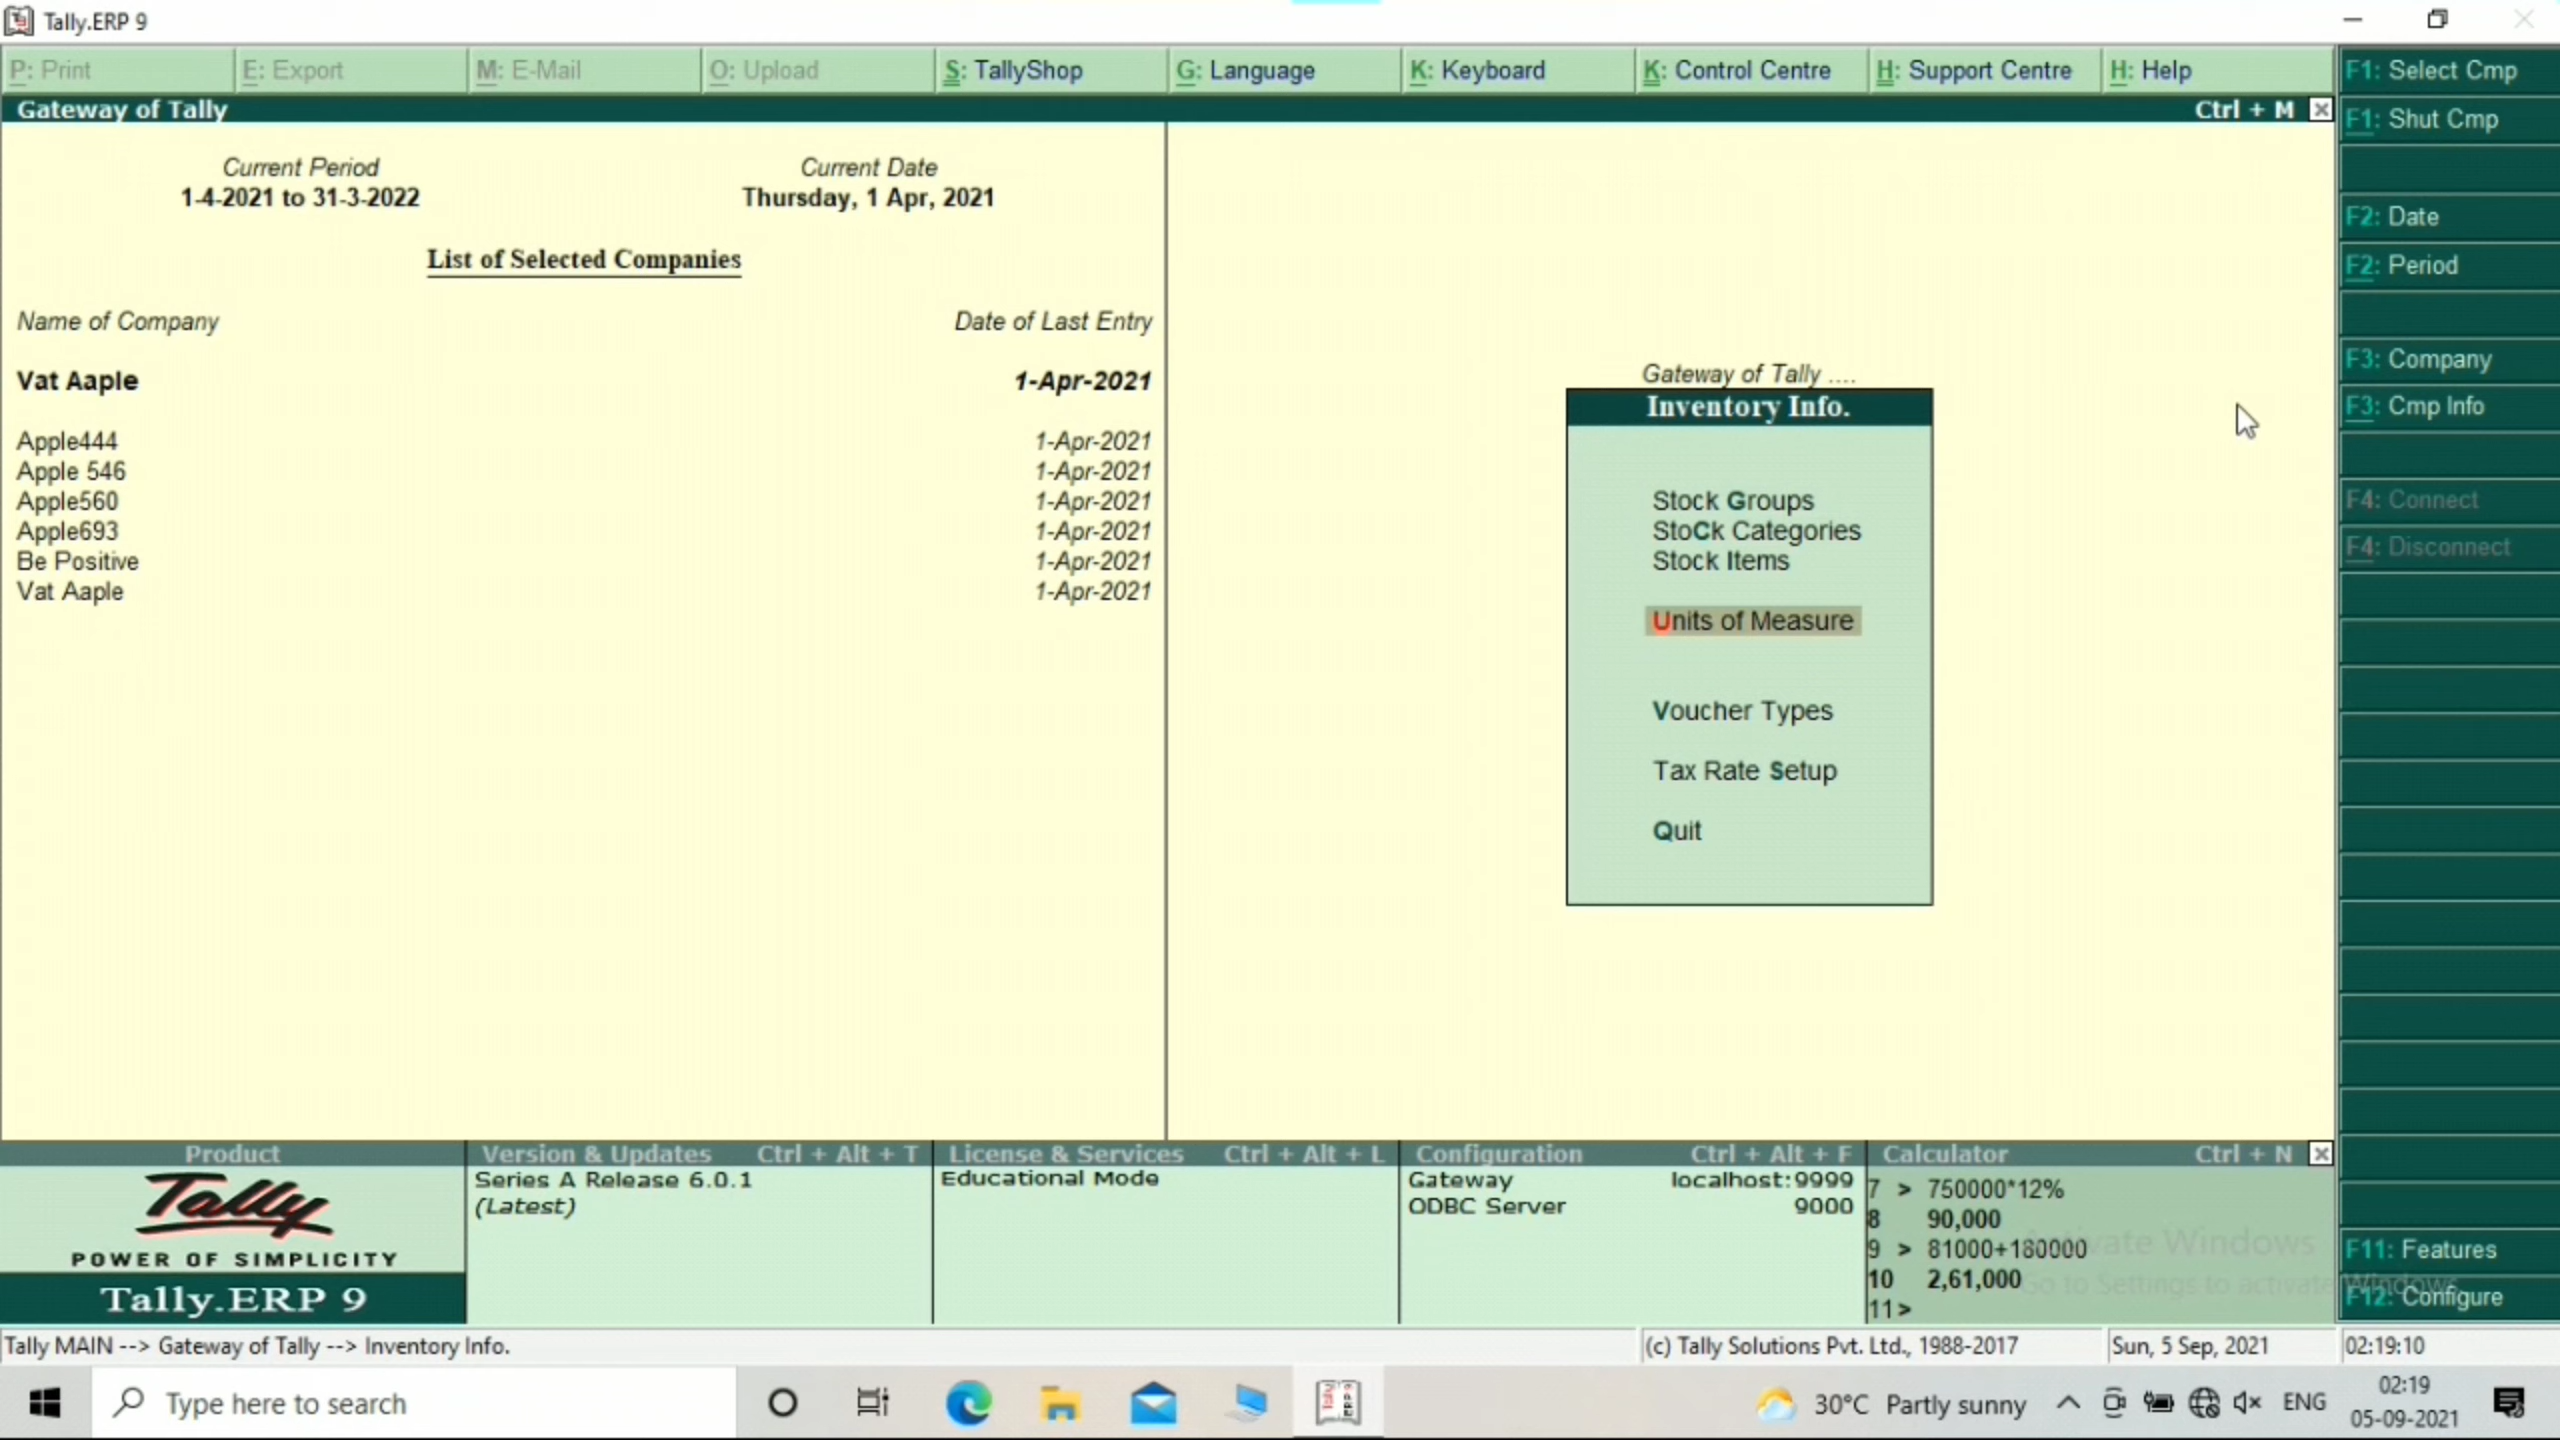 Tally.ERP 9
P: Print E: Export M: E-Mail O: Upload S: TallyShop G: Language K: Keyboard K: Control Centre H: Support Centre H: Help
Gateway of Tally Ctrl + M
Current Period Current Date
1-4-2021 to 31-3-2022 Thursday, 1 Apr, 2021
List of Selected Companies
Name of Company Date of Last Entry
Vat Aaple 1-Apr-2021
Apple444 1-Apr-2021
Apple 546 1-Apr-2021
Apple560 1-Apr-2021
Apple693 1-Apr-2021
Be Positive 1-Apr-2021
Vat Aaple 1-Apr-2021
Gateway of Tally ....
Inventory Info.
Stock Groups
StoCk Categories
Stock Items
Units of Measure
Voucher Types
Tax Rate Setup
Quit
F1: Select Cmp
F1: Shut Cmp
F2: Date
F2: Period
F3: Company
F3: Cmp Info
F4: Connect
F4: Disconnect
F11: Features
F12: Configure
Product
Tally
POWER OF SIMPLICITY
Tally.ERP 9
Version & Updates Ctrl + Alt + T
Series A Release 6.0.1
(Latest)
License & Services Ctrl + Alt + L
Educational Mode
Configuration Ctrl + Alt + F
Gateway localhost:9999
ODBC Server 9000
Calculator Ctrl + N
7 > 750000*12%
8 90,000
9 > 81000+180000
10 2,61,000
11>
Activate Windows
Go to Settings to activate Windows.
Tally MAIN --> Gateway of Tally --> Inventory Info. (c) Tally Solutions Pvt. Ltd., 1988-2017 Sun, 5 Sep, 2021 02:19:10
Type here to search
30°C Partly sunny
ENG
02:19
05-09-2021